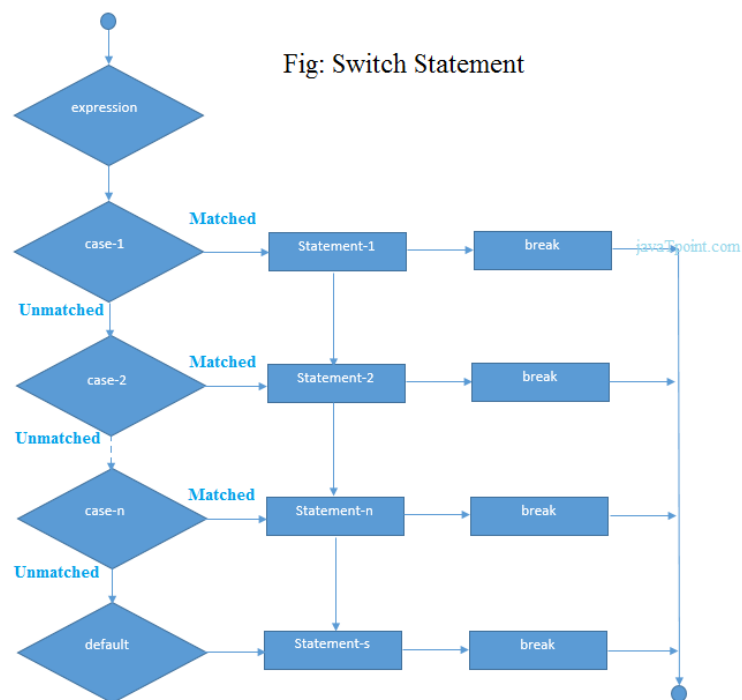 Fig: Switch Statement
expression
Matched
case-1
Statement-1
break
javaTpoint.com
Unmatched
Matched
case-2
Statement-2
break
Unmatched
Matched
case-n
Statement-n
break
Unmatched
default
Statement-s
break